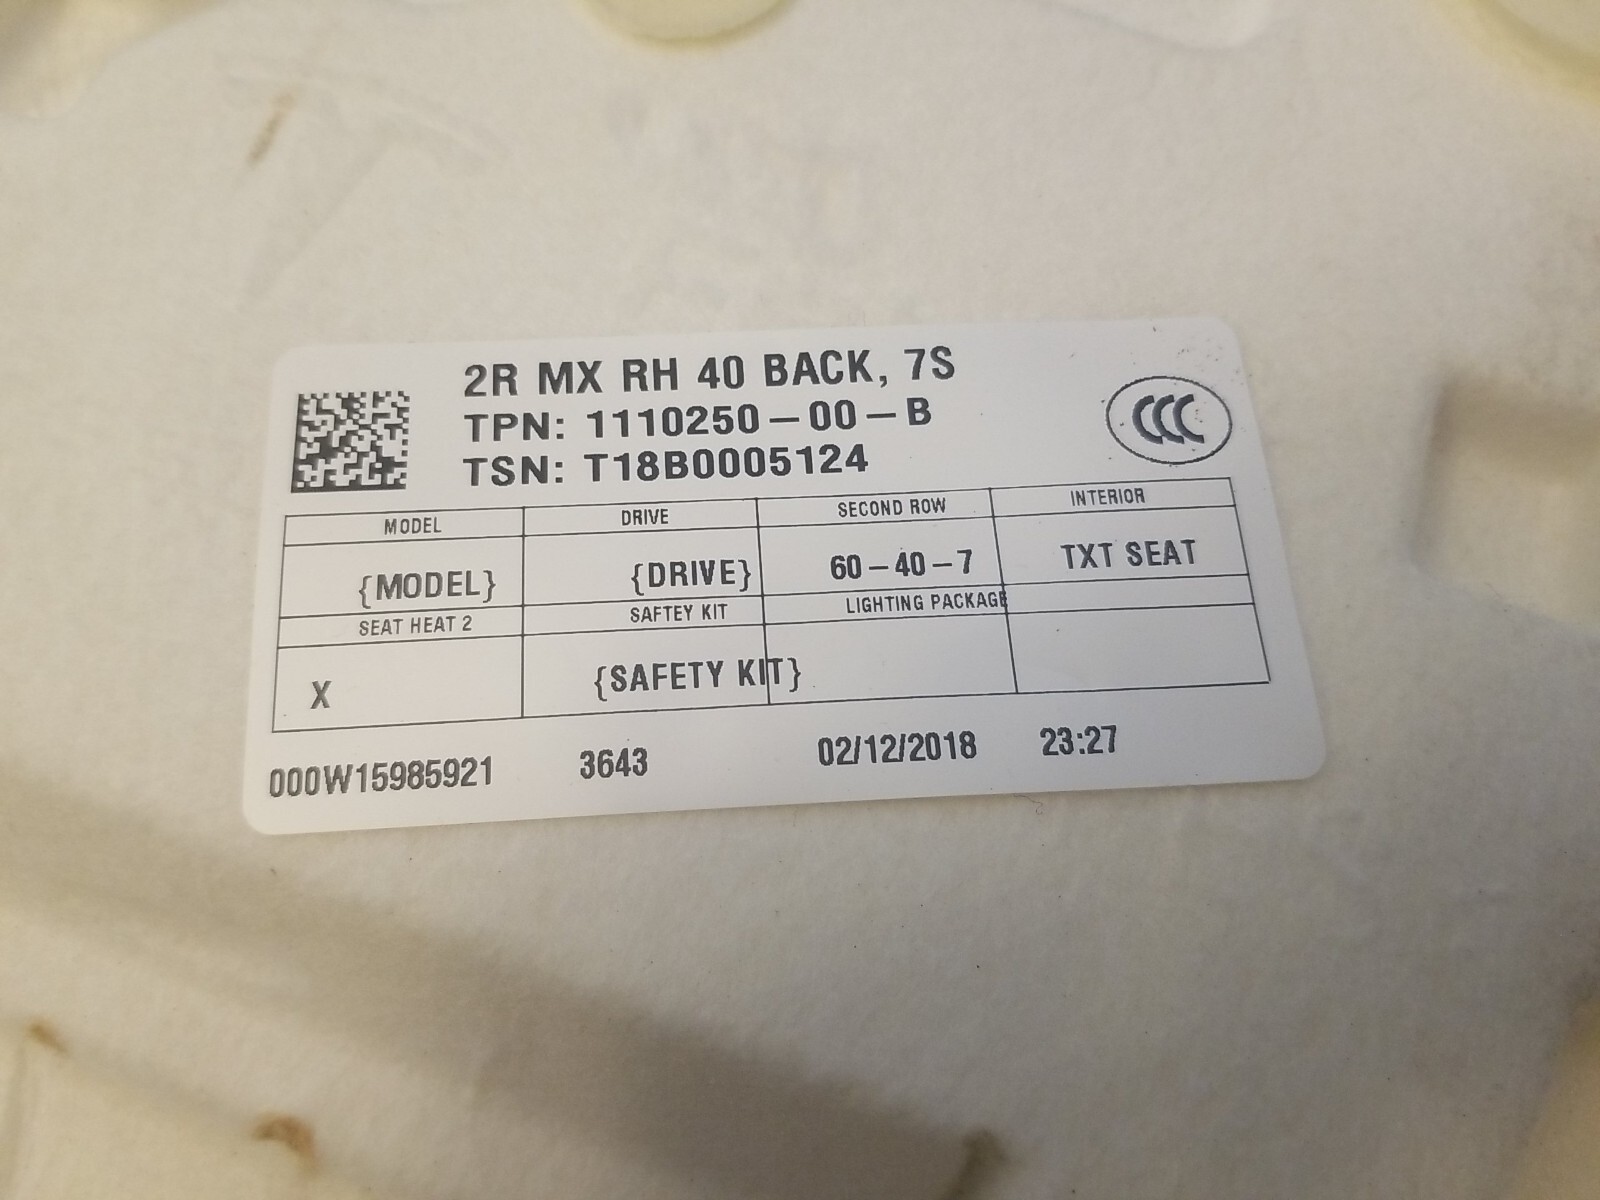 2R MX RH 40 BACK, 7S
TPN: 1110250-00-B
TSN: T18B0005124
CCC
MODEL DRIVE SECOND ROW INTERIOR
{MODEL} {DRIVE} 60-40-7 TXT SEAT
SEAT HEAT 2 SAFTEY KIT LIGHTING PACKAGE
X {SAFETY KIT}
000W15985921 3643 02/12/2018 23:27